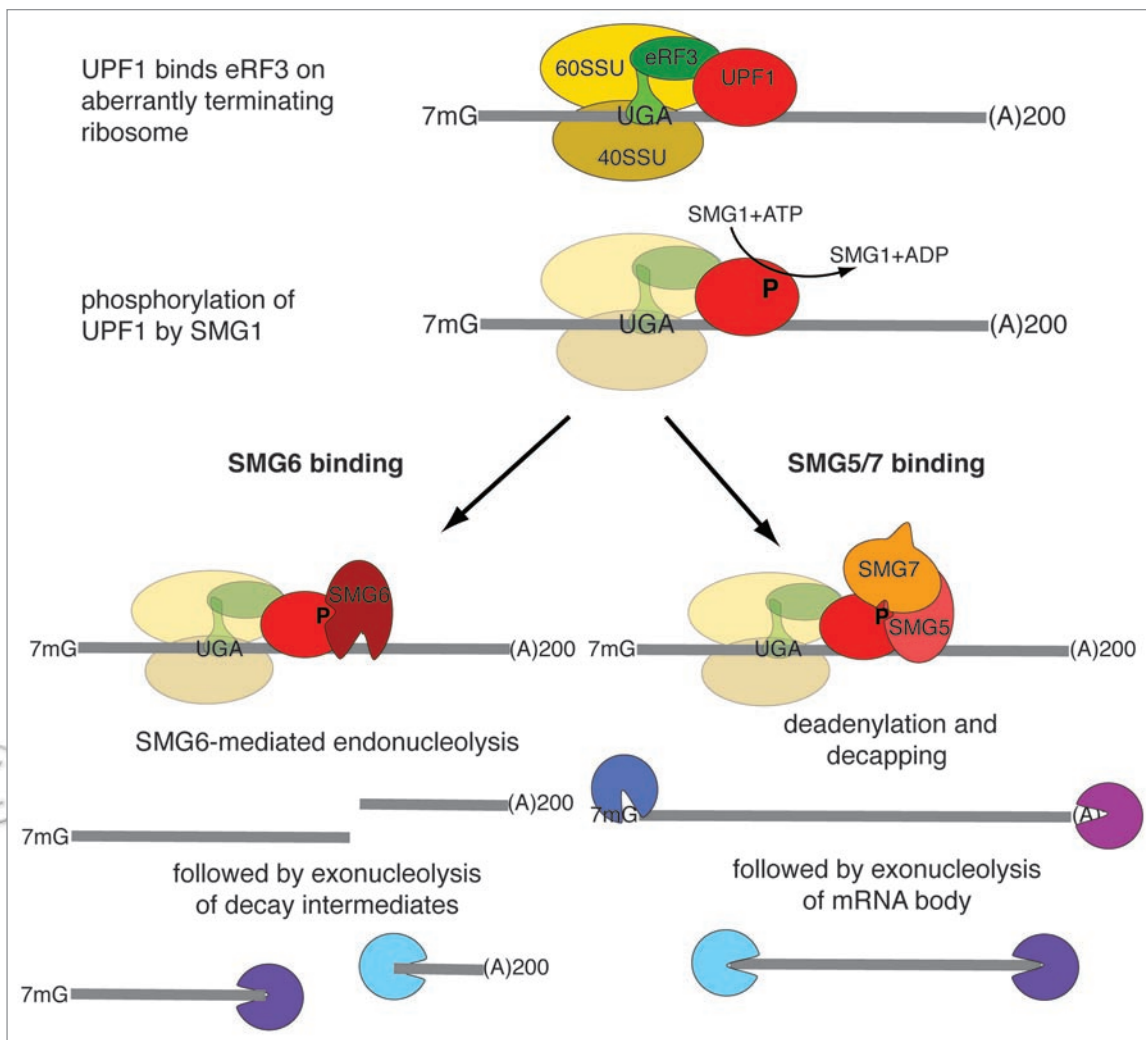 UPF1 binds eRF3 on
aberrantly terminating
ribosome
60SSU
eRF3
UPF1
7mG
UGA
(A)200
40SSU
SMG1+ATP
SMG1+ADP
phosphorylation of
UPF1 by SMG1
P
7mG
UGA
(A)200
SMG6 binding
SMG5/7 binding
SMG6
P
7mG
UGA
(A)200
SMG7
P
SMG5
7mG
UGA
(A)200
SMG6-mediated endonucleolysis
deadenylation and
decapping
(A)200
7mG
7mG
(A)
followed by exonucleolysis
of decay intermediates
followed by exonucleolysis
of mRNA body
(A)200
7mG